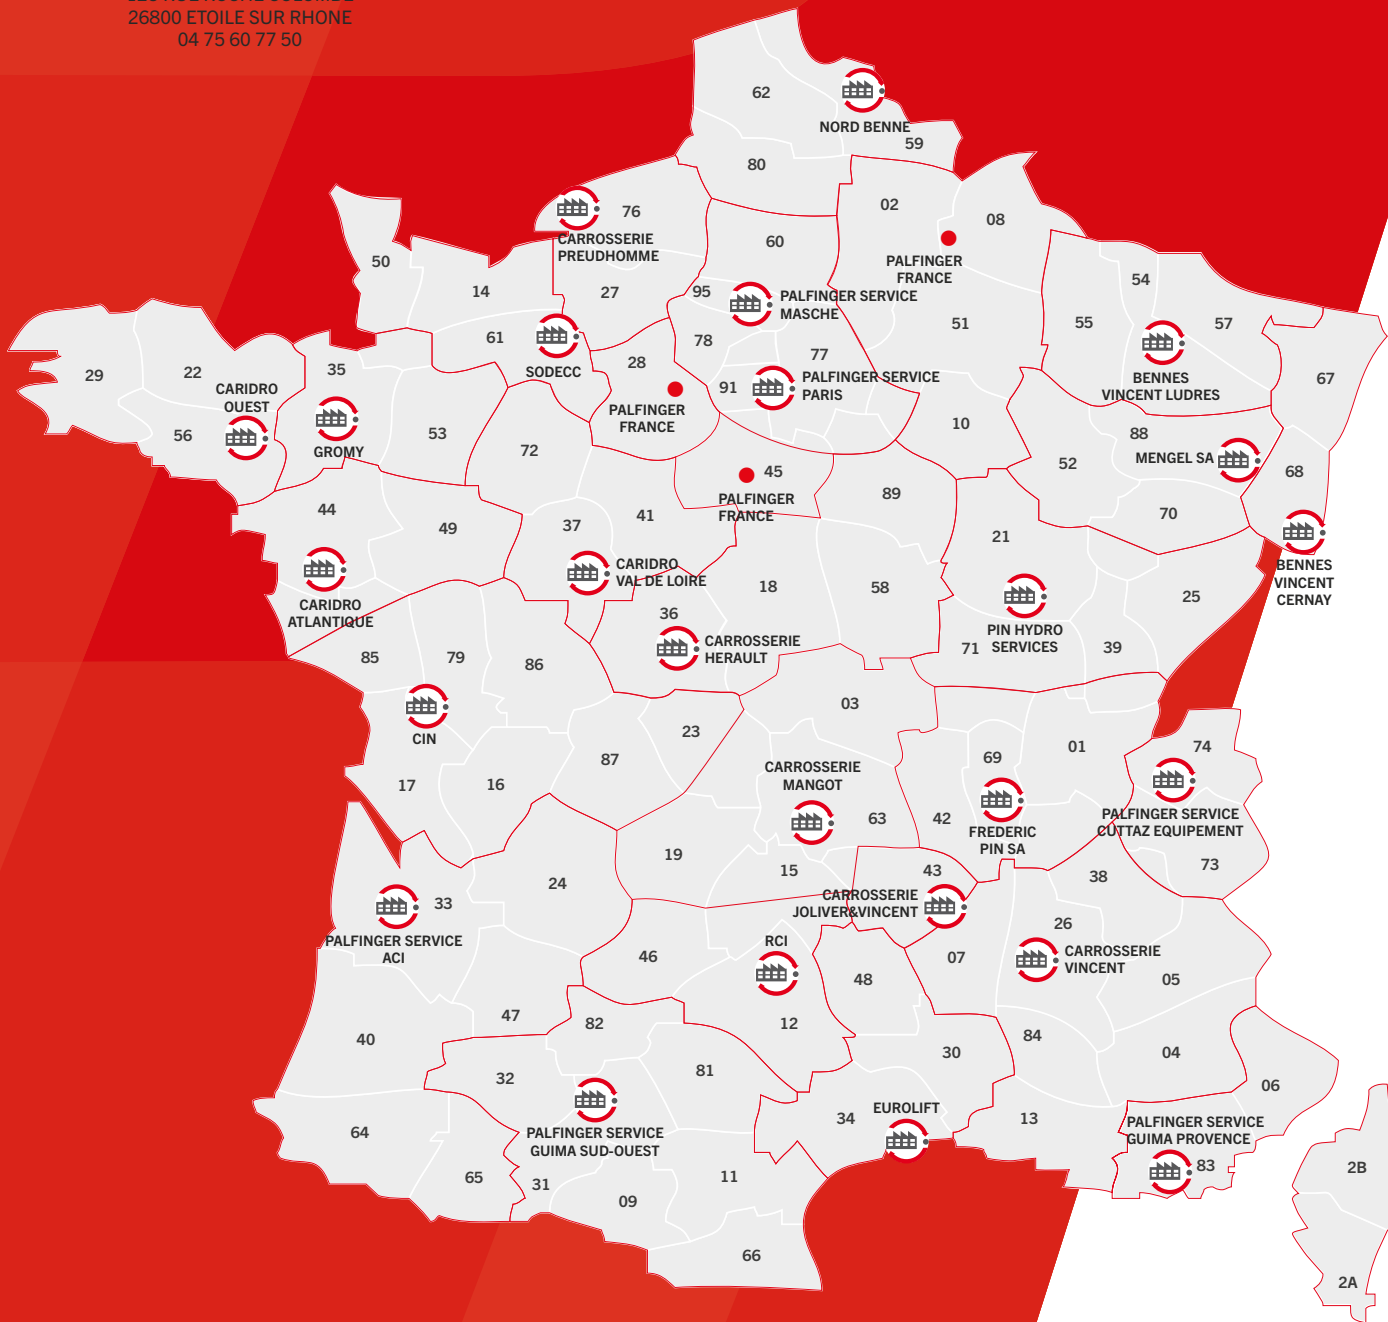 26800 ETOILE SUR RHONE
04 75 60 77 50
62
NORD BENNE
59
80
02
08
76
CARROSSERIE
PREUDHOMME
60
PALFINGER
FRANCE
50
14
27
95
PALFINGER SERVICE
MASCHE
54
55
57
51
61
SODECC
78
77
28
PALFINGER
FRANCE
91
PALFINGER SERVICE
PARIS
BENNES
VINCENT LUDRES
67
29
22
CARIDRO
OUEST
56
35
GROMY
53
72
10
88
MENGEL SA
52
68
45
PALFINGER
FRANCE
89
70
44
49
37
41
21
BENNES
VINCENT
CERNAY
CARIDRO
VAL DE LOIRE
CARIDRO
ATLANTIQUE
18
58
25
36
CARROSSERIE
HERAULT
PIN HYDRO
SERVICES
71
39
85
79
86
03
CIN
23
87
69
01
74
CARROSSERIE
MANGOT
17
16
63
42
FREDERIC
PIN SA
PALFINGER SERVICE
CUTTAZ EQUIPEMENT
19
15
43
38
73
24
33
PALFINGER SERVICE
ACI
CARROSSERIE
JOLIVER&VINCENT
26
CARROSSERIE
VINCENT
RCI
46
48
07
05
47
82
12
40
84
30
04
32
81
06
64
PALFINGER SERVICE
GUIMA SUD-OUEST
34
EUROLIFT
13
PALFINGER SERVICE
GUIMA PROVENCE
83
65
31
09
11
2B
66
2A